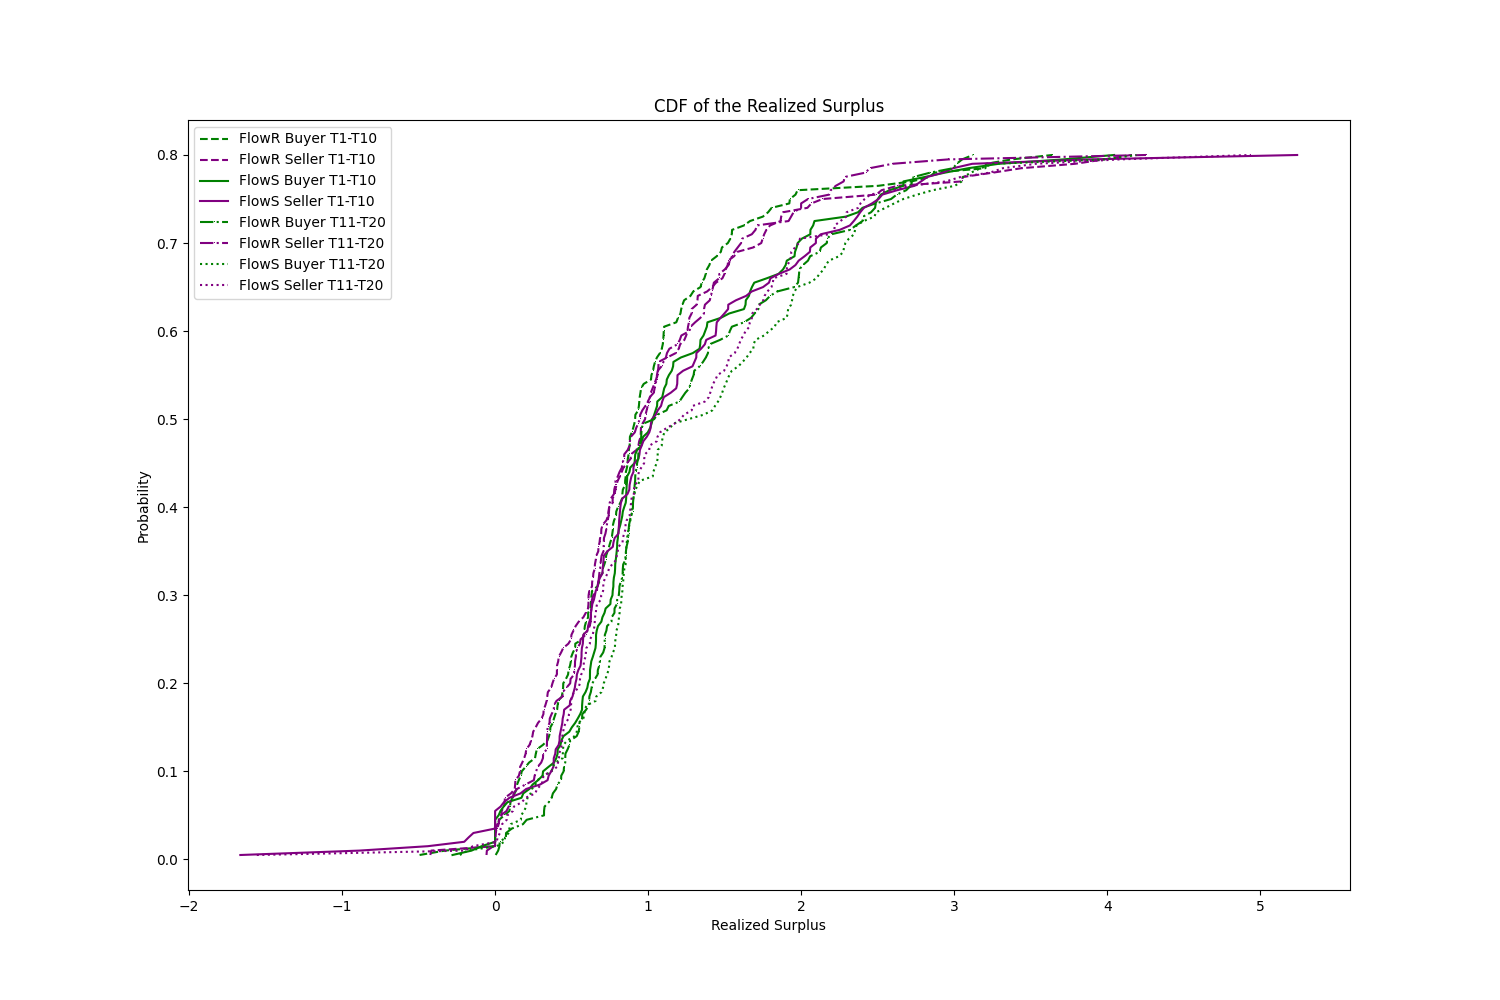 CDF of the Realized Surplus
FlowR Buyer T1-T10
FlowR Seller T1-T10
FlowS Buyer T1-T10
FlowS Seller T1-T10
FlowR Buyer T11-T20
FlowR Seller T11-T20
FlowS Buyer T11-T20
FlowS Seller T11-T20
0.8
0.7
0.6
0.5
0.4
0.3
0.2
0.1
0.0
Probability
−2 −1 0 1 2 3 4 5
Realized Surplus